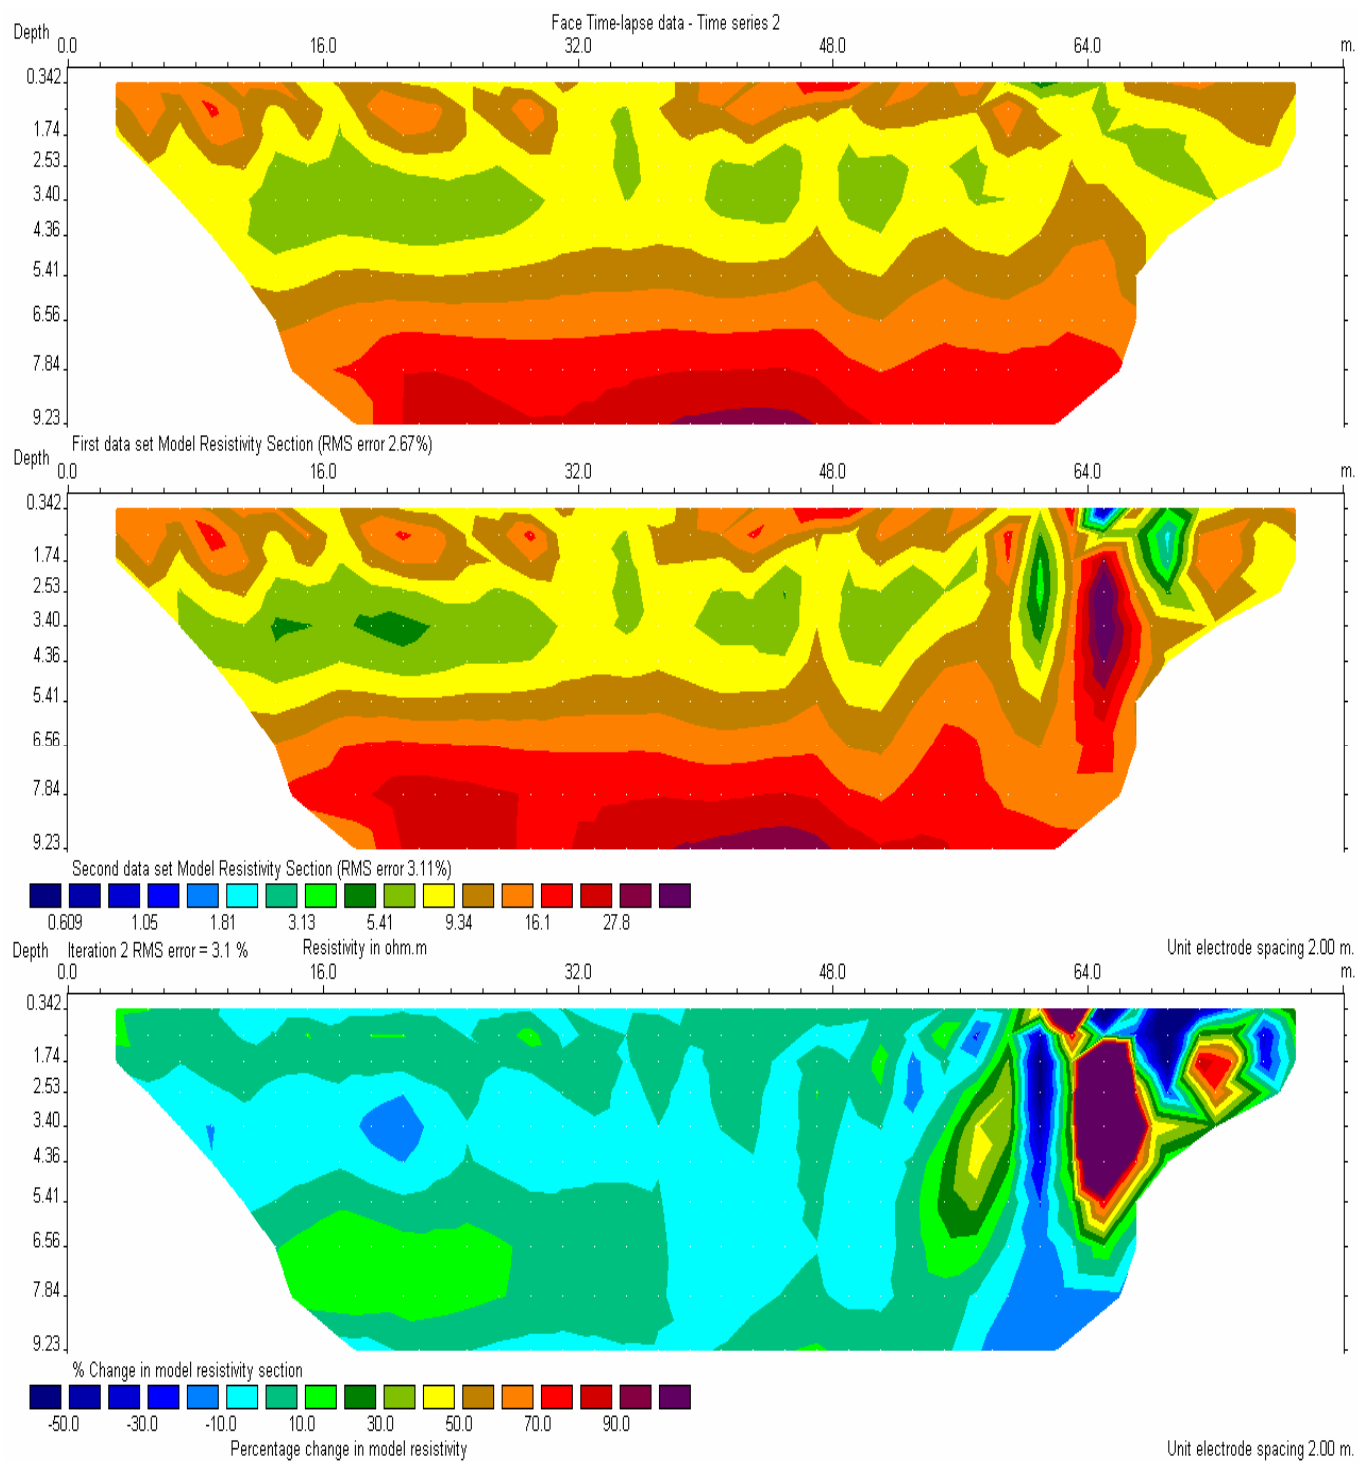 Face Time-lapse data - Time series 2
Depth 0.0 16.0 32.0 48.0 64.0 m.
0.342
1.74
2.53
3.40
4.36
5.41
6.56
7.84
9.23
First data set Model Resistivity Section (RMS error 2.67%)
Depth 0.0 16.0 32.0 48.0 64.0 m.
0.342
1.74
2.53
3.40
4.36
5.41
6.56
7.84
9.23
Second data set Model Resistivity Section (RMS error 3.11%)
0.609 1.05 1.81 3.13 5.41 9.34 16.1 27.8
Depth Iteration 2 RMS error = 3.1 % Resistivity in ohm.m Unit electrode spacing 2.00 m.
0.0 16.0 32.0 48.0 64.0 m.
0.342
1.74
2.53
3.40
4.36
5.41
6.56
7.84
9.23
% Change in model resistivity section
-50.0 -30.0 -10.0 10.0 30.0 50.0 70.0 90.0
Percentage change in model resistivity Unit electrode spacing 2.00 m.